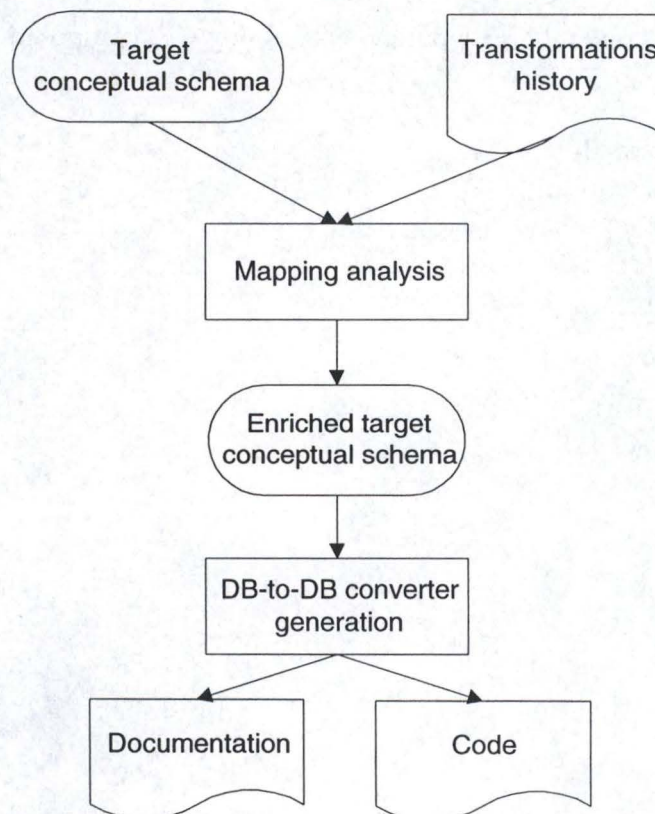 Target
conceptual schema
Transformations
history
Mapping analysis
Enriched target
conceptual schema
DB-to-DB converter
generation
Documentation
Code